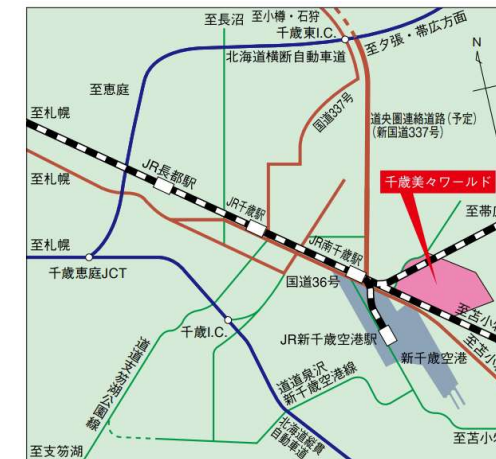 至長沼
至小樽・石狩
千歳東I.C.
至夕張・帯広方面
北海道横断自動車道
N
至恵庭
国道337号
至札幌
道央圏連絡道路(予定)
(新国道337号)
JR長都駅
至札幌
千歳美々ワールド
JR千歳駅
至帯広
至札幌
JR南千歳駅
千歳恵庭JCT
国道36号
至苫小牧
千歳I.C.
JR新千歳空港駅
至苫小牧
新千歳空港
道道泉沢
新千歳空港線
道道支笏湖公園線
北海道縦貫
自動車道
至支笏湖
至苫小牧